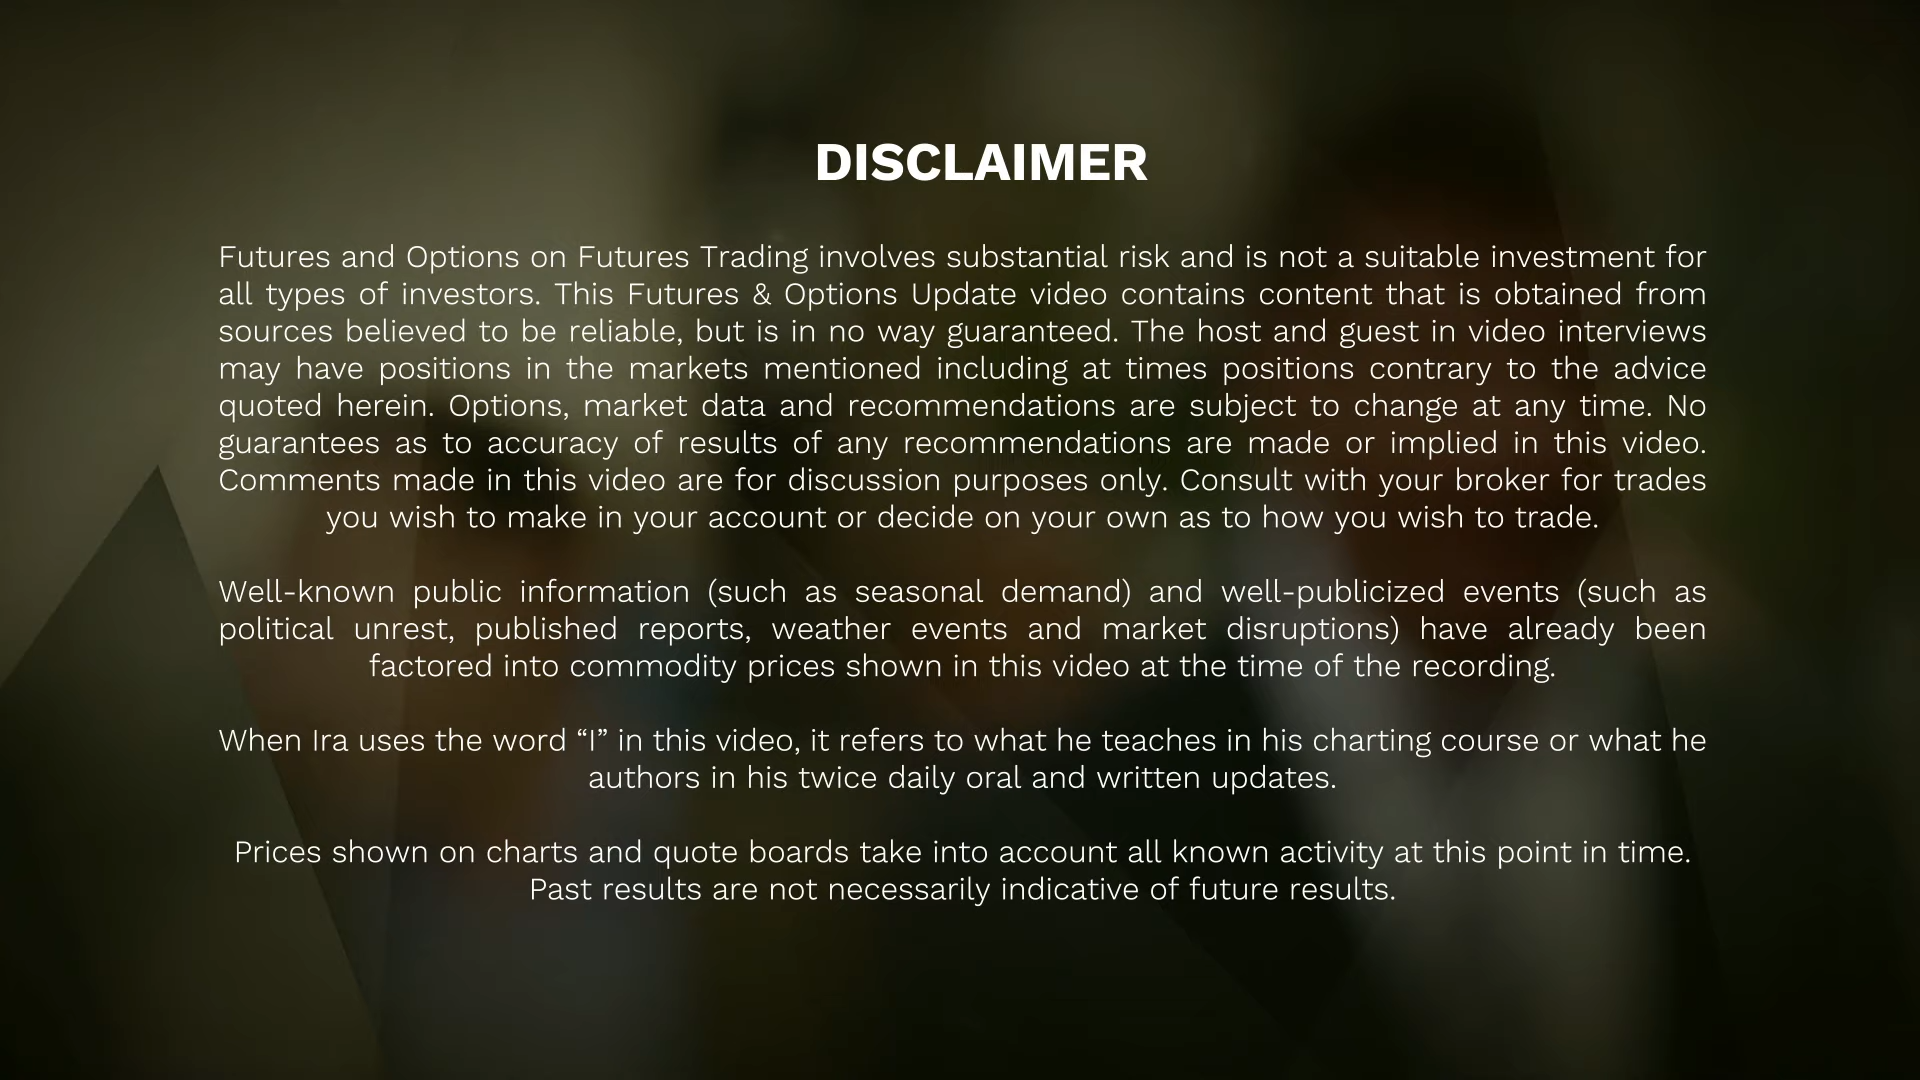 DISCLAIMER
Futures and Options on Futures Trading involves substantial risk and is not a suitable investment for
all types of investors. This Futures & Options Update video contains content that is obtained from
sources believed to be reliable, but is in no way guaranteed. The host and guest in video interviews
may have positions in the markets mentioned including at times positions contrary to the advice
quoted herein. Options, market data and recommendations are subject to change at any time. No
guarantees as to accuracy of results of any recommendations are made or implied in this video.
Comments made in this video are for discussion purposes only. Consult with your broker for trades
you wish to make in your account or decide on your own as to how you wish to trade.
Well-known public information (such as seasonal demand) and well-publicized events (such as
political unrest, published reports, weather events and market disruptions) have already been
factored into commodity prices shown in this video at the time of the recording.
When Ira uses the word “I” in this video, it refers to what he teaches in his charting course or what he
authors in his twice daily oral and written updates.
Prices shown on charts and quote boards take into account all known activity at this point in time.
Past results are not necessarily indicative of future results.